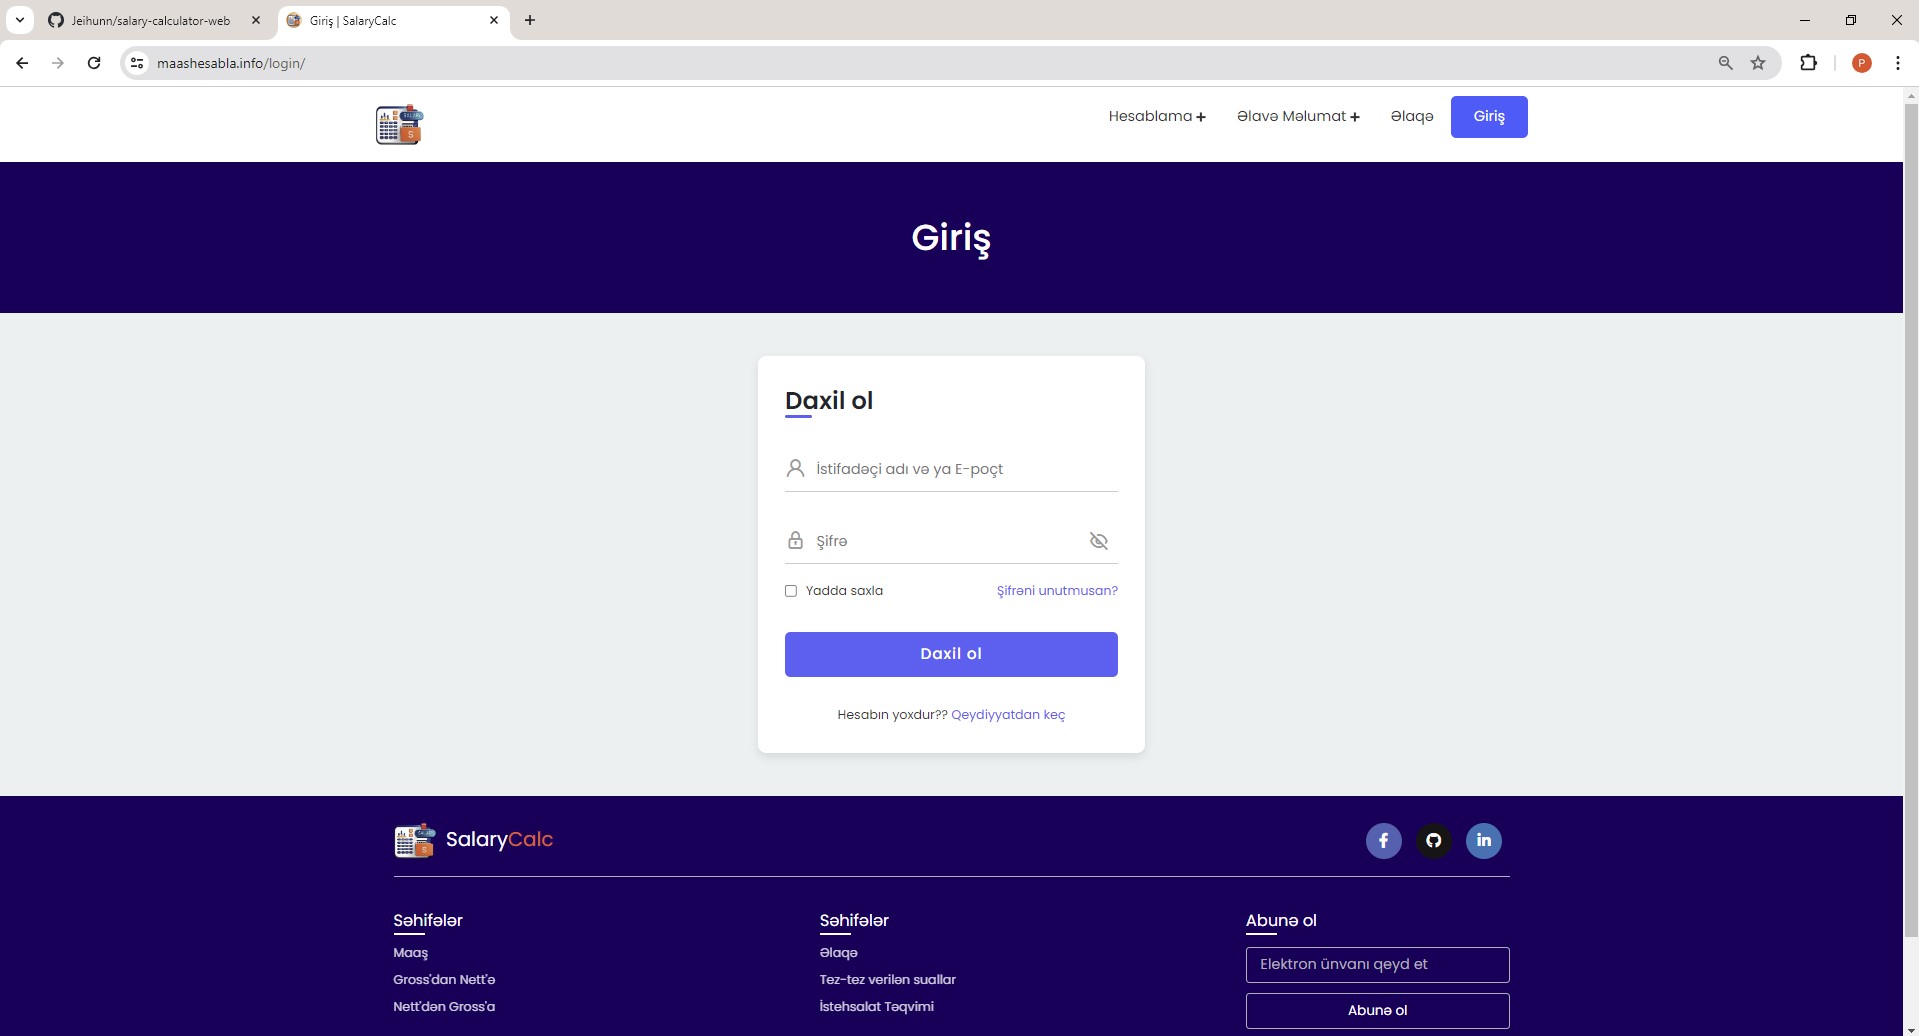 Jeihunn/salary-calculator-web
Giriş | SalaryCalc
maashesabla.info/login/
P
Hesablama +
Əlavə Məlumat +
Əlaqə
Giriş
Giriş
Daxil ol
İstifadəçi adı və ya E-poçt
Şifrə
Yadda saxla
Şifrəni unutmusan?
Daxil ol
Hesabın yoxdur?? Qeydiyyatdan keç
SalaryCalc
Səhifələr
Maaş
Gross'dan Nett'ə
Nett'dən Gross'a
Səhifələr
Əlaqə
Tez-tez verilən suallar
İstehsalat Təqvimi
Abunə ol
Elektron ünvanı qeyd et
Abunə ol